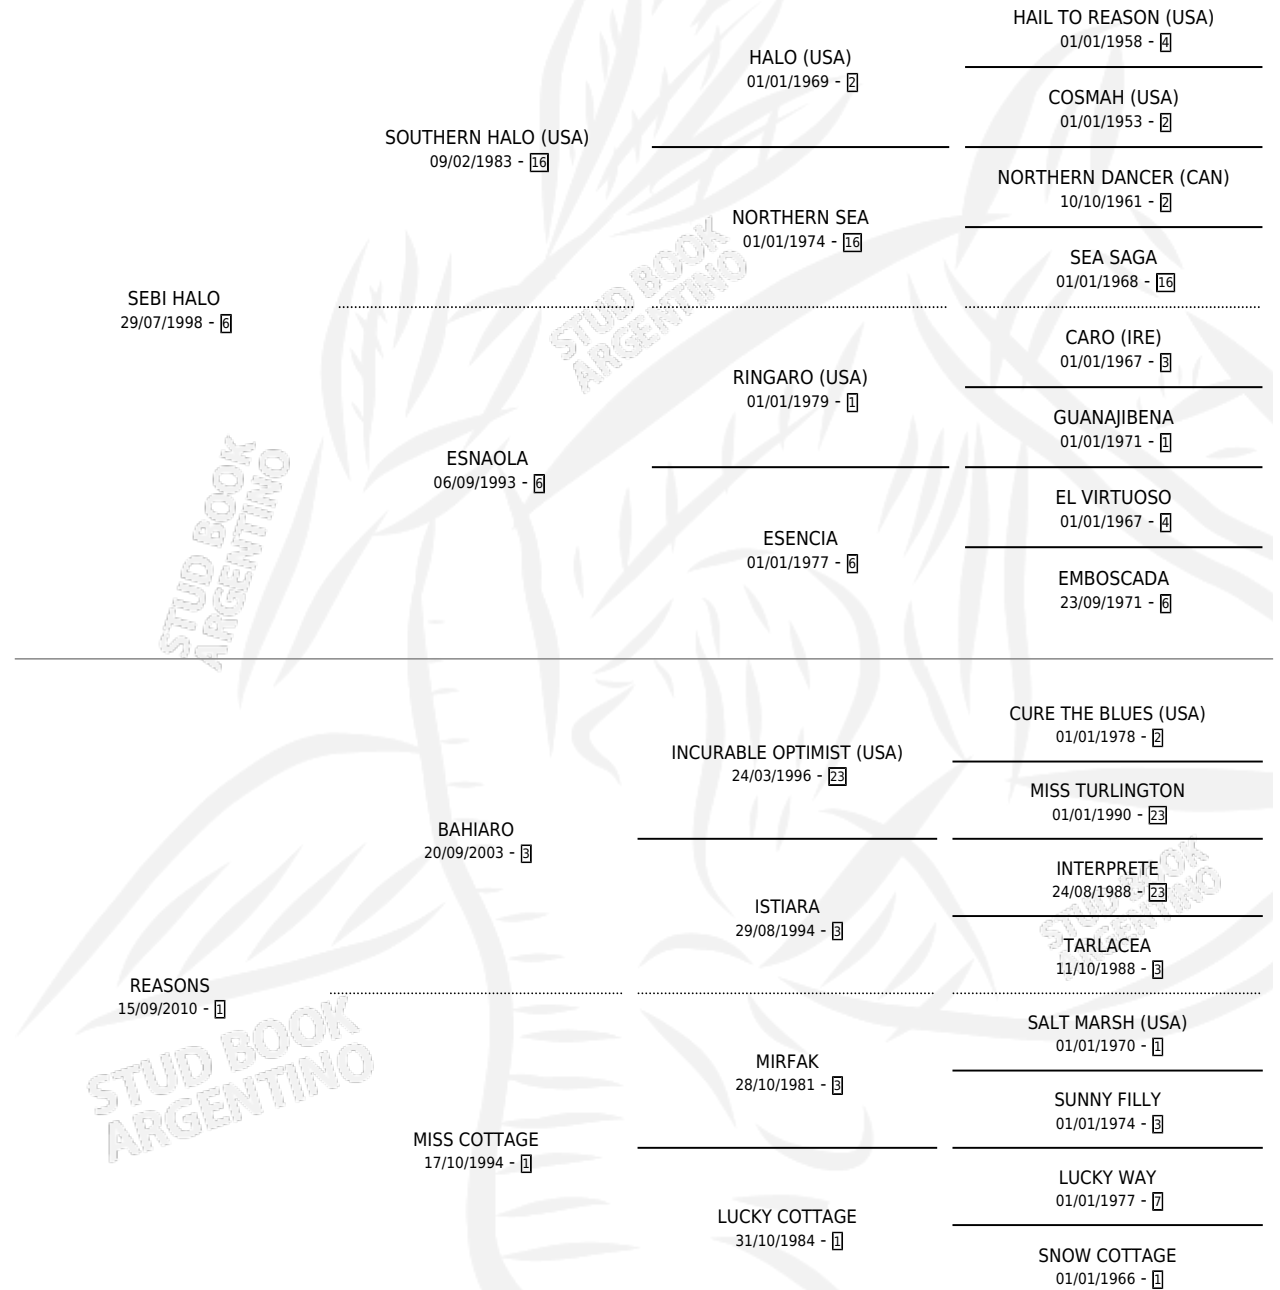 HAIL TO REASON (USA)
01/01/1958 - 4
HALO (USA)
01/01/1969 - 2
COSMAH (USA)
01/01/1953 - 2
SOUTHERN HALO (USA)
09/02/1983 - 16
NORTHERN DANCER (CAN)
10/10/1961 - 2
NORTHERN SEA
01/01/1974 - 16
SEA SAGA
01/01/1968 - 16
SEBI HALO
29/07/1998 - 6
STUD BOOK
ARGENTINO
CARO (IRE)
01/01/1967 - 3
RINGARO (USA)
01/01/1979 - 1
GUANAJIBENA
01/01/1971 - 1
ESNAOLA
06/09/1993 - 6
EL VIRTUOSO
01/01/1967 - 4
ESENCIA
01/01/1977 - 6
EMBOSCADA
23/09/1971 - 6
STUD BOOK
ARGENTINO
CURE THE BLUES (USA)
01/01/1978 - 2
INCURABLE OPTIMIST (USA)
24/03/1996 - 23
MISS TURLINGTON
01/01/1990 - 23
BAHIARO
20/09/2003 - 3
INTERPRETE
24/08/1988 - 23
ISTIARA
29/08/1994 - 3
STUD BOOK
ARGENTINO
TARLACEA
11/10/1988 - 3
REASONS
15/09/2010 - 1
SALT MARSH (USA)
01/01/1970 - 1
MIRFAK
28/10/1981 - 3
STUD BOOK
ARGENTINO
SUNNY FILLY
01/01/1974 - 3
MISS COTTAGE
17/10/1994 - 1
LUCKY WAY
01/01/1977 - 7
LUCKY COTTAGE
31/10/1984 - 1
SNOW COTTAGE
01/01/1966 - 1